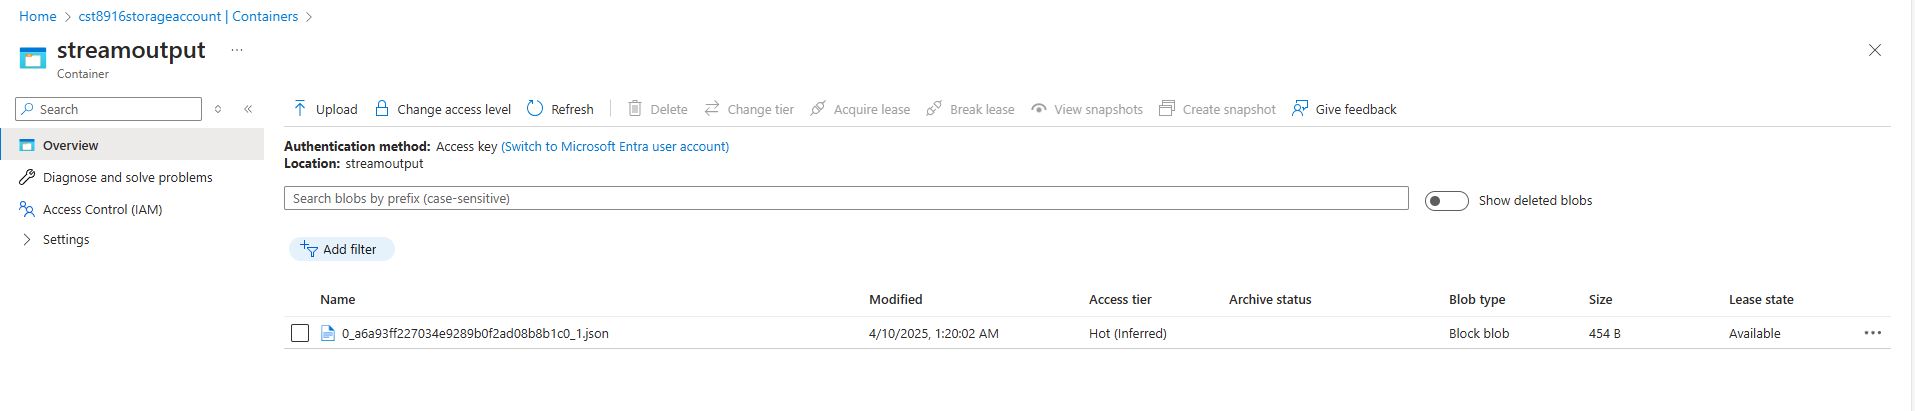 Home > cst8916storageaccount | Containers >
streamoutput ...
Container
Search
Upload Change access level Refresh Delete Change tier Acquire lease Break lease View snapshots Create snapshot Give feedback
Overview
Diagnose and solve problems
Access Control (IAM)
Settings
Authentication method: Access key (Switch to Microsoft Entra user account)
Location: streamoutput
Search blobs by prefix (case-sensitive)
Show deleted blobs
Add filter
Name Modified Access tier Archive status Blob type Size Lease state
0_a6a93ff227034e9289b0f2ad08b8b1c0_1.json 4/10/2025, 1:20:02 AM Hot (Inferred) Block blob 454 B Available ...